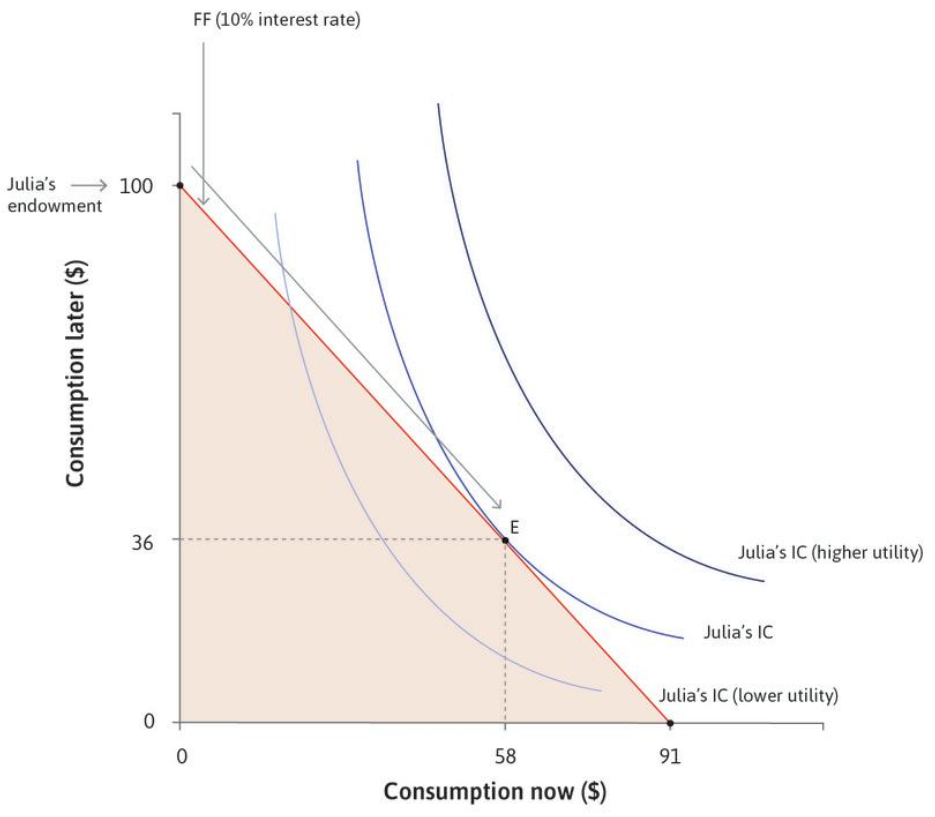 FF (10% interest rate)
Julia's
endowment
100
Consumption later ($)
36
E
Julia's IC (higher utility)
Julia's IC
Julia's IC (lower utility)
0
0
58
91
Consumption now ($)